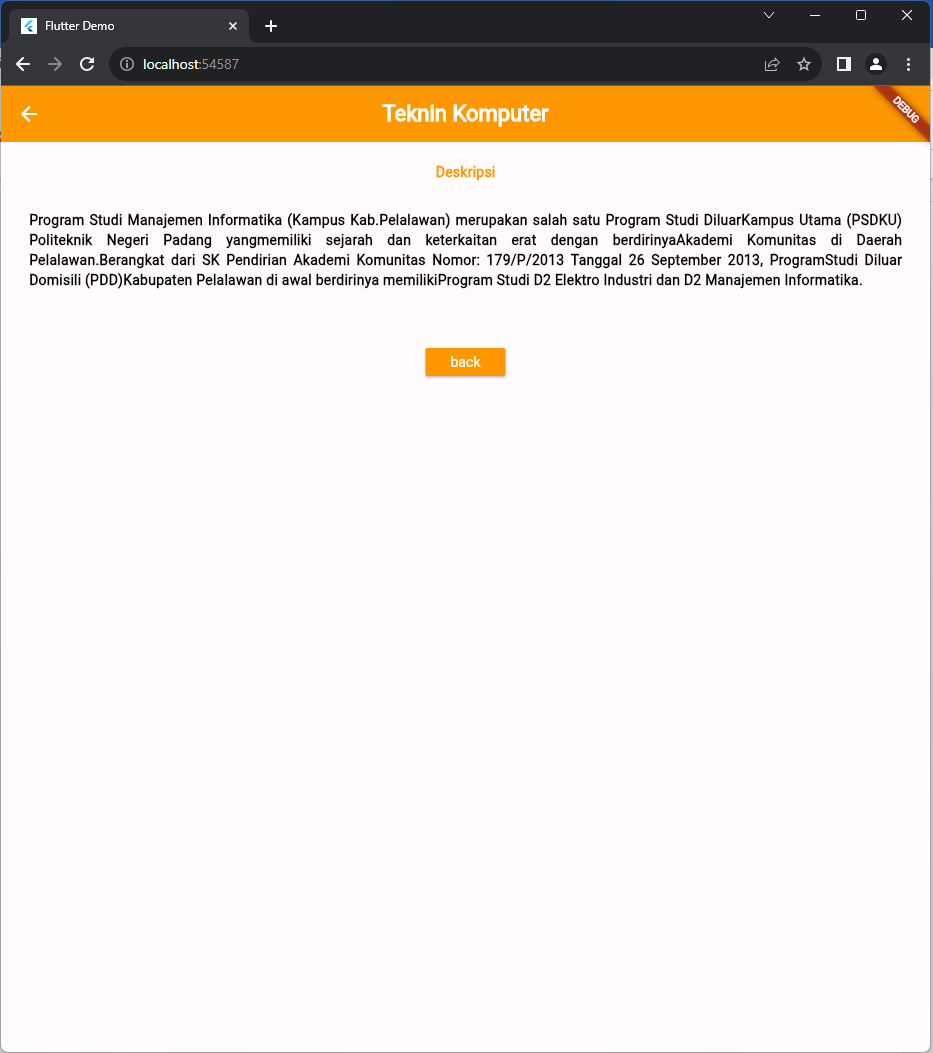 Flutter Demo
localhost:54587
Teknin Komputer
DEBUG
Deskripsi
Program Studi Manajemen Informatika (Kampus Kab.Pelalawan) merupakan salah satu Program Studi DiluarKampus Utama (PSDKU)
Politeknik Negeri Padang yangmemiliki sejarah dan keterkaitan erat dengan berdirinyaAkademi Komunitas di Daerah
Pelalawan.Berangkat dari SK Pendirian Akademi Komunitas Nomor: 179/P/2013 Tanggal 26 September 2013, ProgramStudi Diluar
Domisili (PDD)Kabupaten Pelalawan di awal berdirinya memilikiProgram Studi D2 Elektro Industri dan D2 Manajemen Informatika.
back